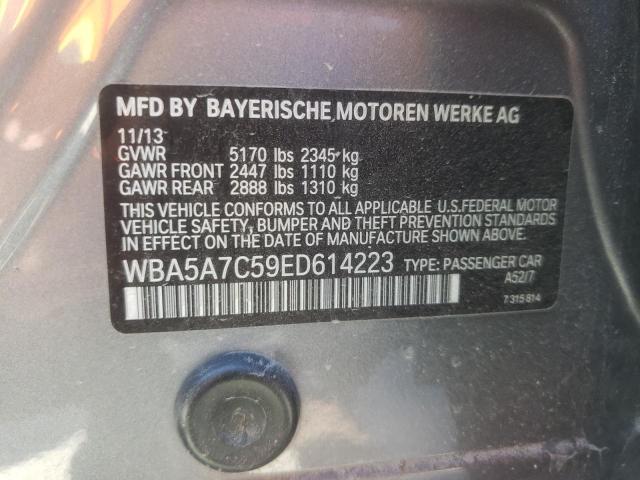 MFD BY BAYERISCHE MOTOREN WERKE AG
11/13
GVWR 5170 lbs 2345 kg
GAWR FRONT 2447 lbs 1110 kg
GAWR REAR 2888 lbs 1310 kg
THIS VEHICLE CONFORMS TO ALL APPLICABLE U.S.FEDERAL MOTOR
VEHICLE SAFETY, BUMPER AND THEFT PREVENTION STANDARDS
IN EFFECT ON THE DATE OF MANUFACTURE SHOWN ABOVE.
WBA5A7C59ED614223 TYPE: PASSENGER CAR
A52/7
7 315 814